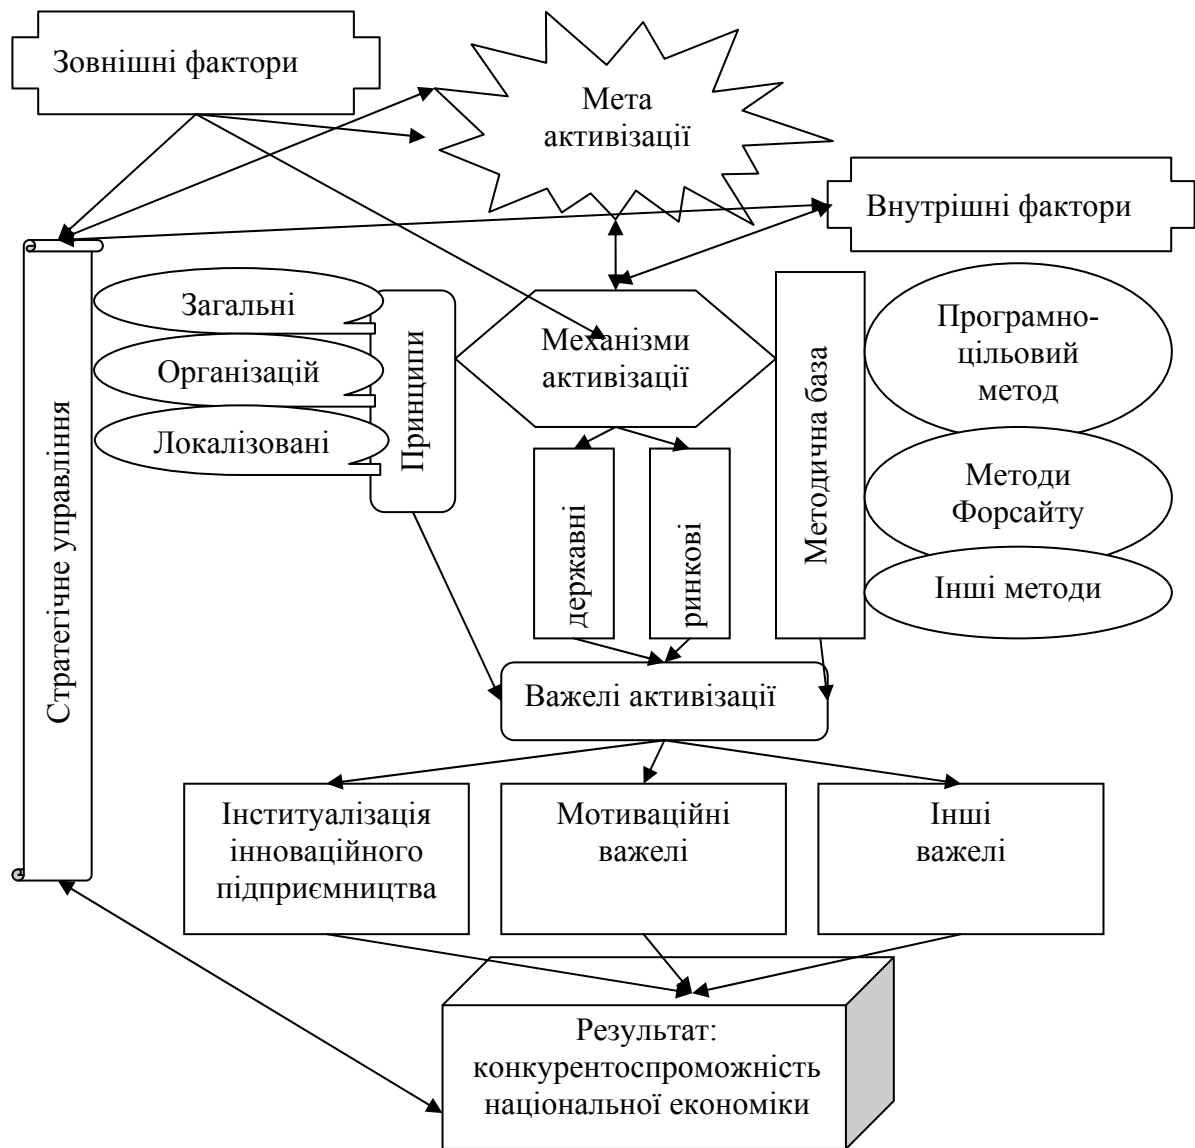 Зовнішні фактори
Мета
активізації
Внутрішні фактори
Стратегічне управління
Загальні
Організацій
Локалізовані
Принципи
Механізми
активізації
державні
ринкові
Методична база
Програмно-
цільовий
метод
Методи
Форсайту
Інші методи
Важелі активізації
Інституалізація
інноваційного
підприємництва
Мотиваційні
важелі
Інші
важелі
Результат:
конкурентоспроможність
національної економіки